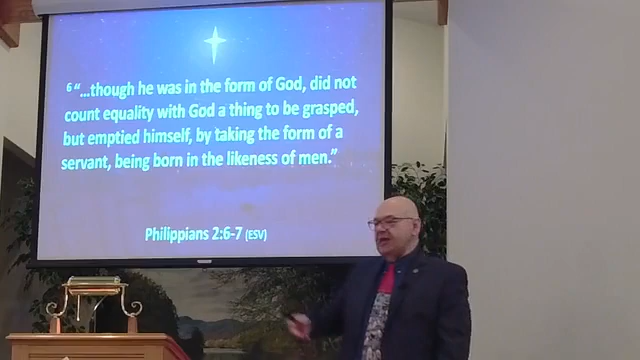 6 “...though he was in the form of God, did not
count equality with God a thing to be grasped,
but emptied himself, by taking the form of a
servant, being born in the likeness of men.”
Philippians 2:6-7 (ESV)